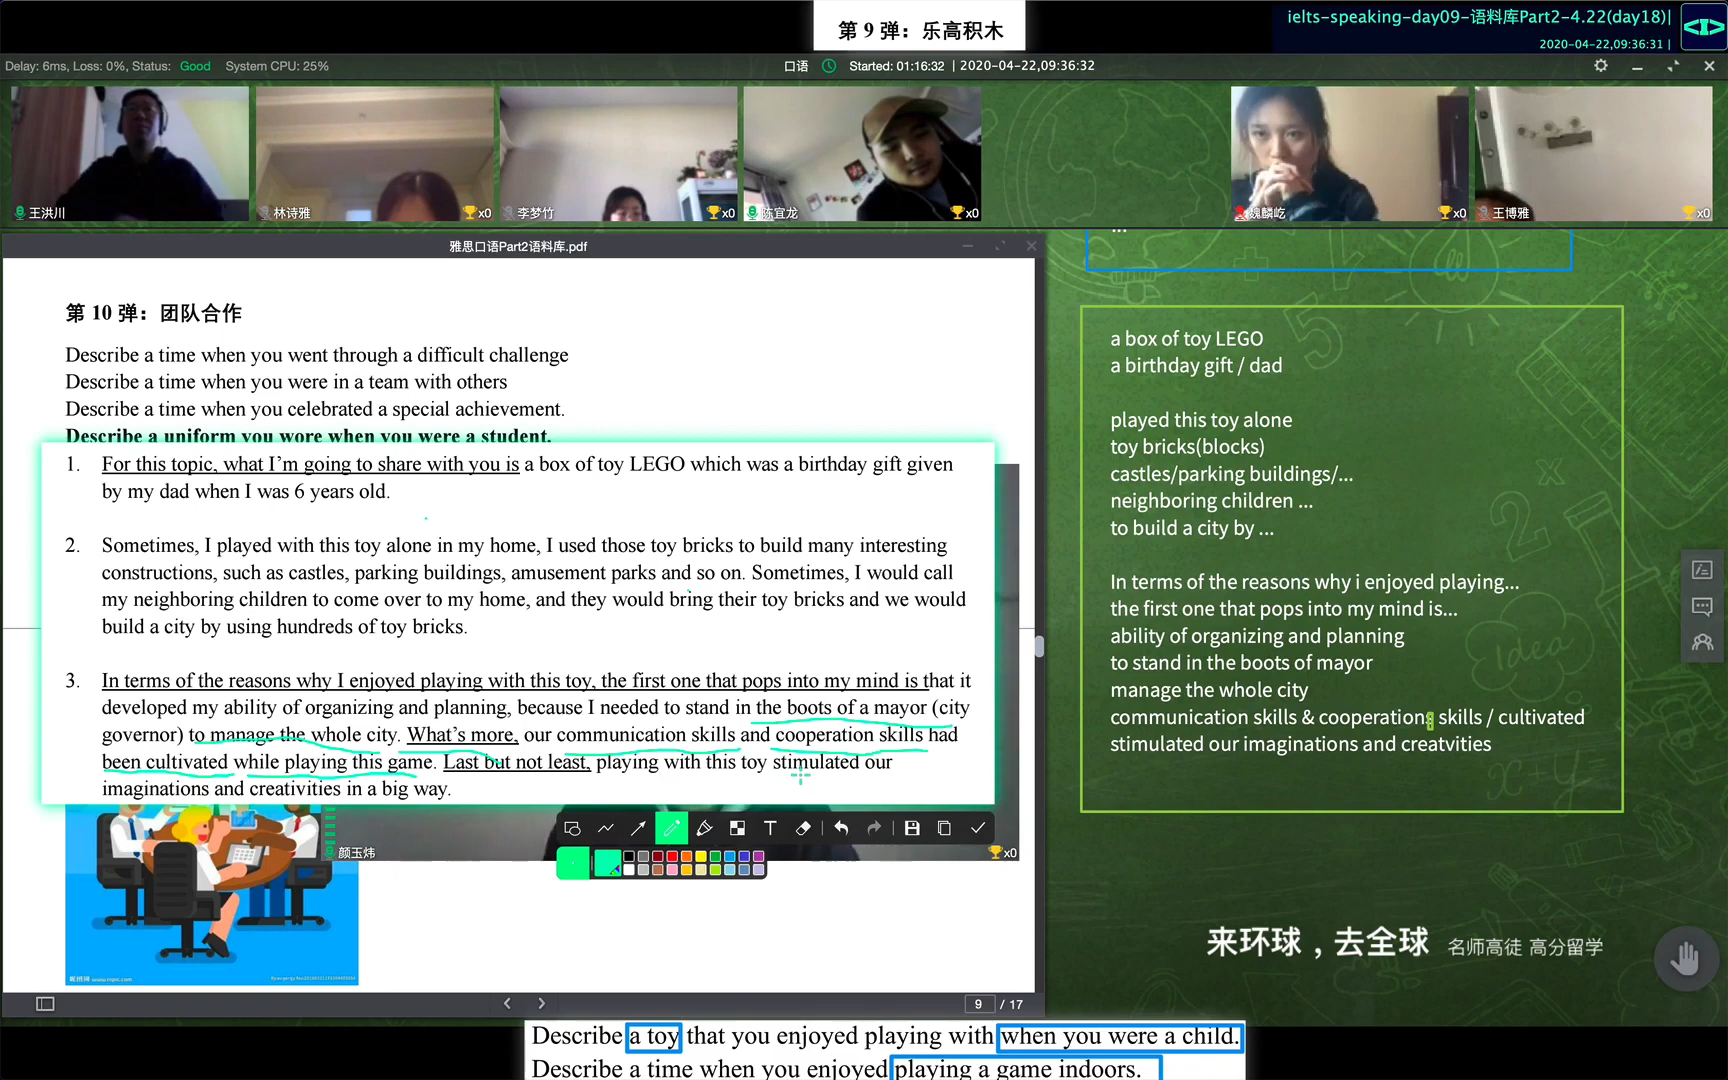 第 9 弹：乐高积木
ielts-speaking-day09-语料库Part2-4.22(day18)|
2020-04-22,09:36:31 |
Delay: 6ms, Loss: 0%, Status: Good System CPU: 25%
口语 Started: 01:16:32 | 2020-04-22,09:36:32
王洪川
林诗雅 x0
李梦竹 x0
陈宜龙 x0
魏麟屹 x0
王博雅 x0
雅思口语Part2语料库.pdf
第 10 弹：团队合作
Describe a time when you went through a difficult challenge
Describe a time when you were in a team with others
Describe a time when you celebrated a special achievement.
Describe a uniform you wore when you were a student.
1. For this topic, what I’m going to share with you is a box of toy LEGO which was a birthday gift given
by my dad when I was 6 years old.
2. Sometimes, I played with this toy alone in my home, I used those toy bricks to build many interesting
constructions, such as castles, parking buildings, amusement parks and so on. Sometimes, I would call
my neighboring children to come over to my home, and they would bring their toy bricks and we would
build a city by using hundreds of toy bricks.
3. In terms of the reasons why I enjoyed playing with this toy, the first one that pops into my mind is that it
developed my ability of organizing and planning, because I needed to stand in the boots of a mayor (city
governor) to manage the whole city. What’s more, our communication skills and cooperation skills had
been cultivated while playing this game. Last but not least, playing with this toy stimulated our
imaginations and creativities in a big way.
颜玉炜 x0
9 / 17
...
a box of toy LEGO
a birthday gift / dad
played this toy alone
toy bricks(blocks)
castles/parking buildings/...
neighboring children ...
to build a city by ...
In terms of the reasons why i enjoyed playing...
the first one that pops into my mind is...
ability of organizing and planning
to stand in the boots of mayor
manage the whole city
communication skills & cooperations skills / cultivated
stimulated our imaginations and creatvities
idea
来环球，去全球 名师高徒 高分留学
Describe a toy that you enjoyed playing with when you were a child.
Describe a time when you enjoyed playing a game indoors.